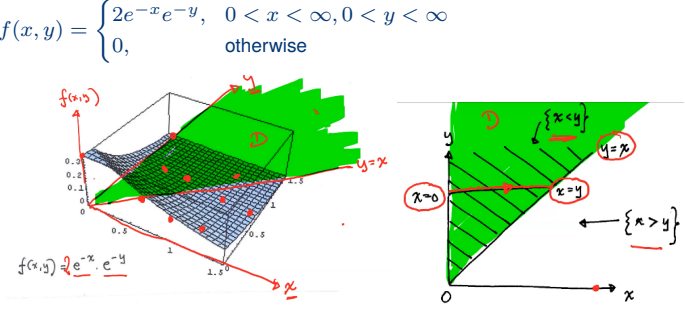 f(x, y) = { 2e^{-x}e^{-y}, 0 < x < ∞, 0 < y < ∞
0, otherwise
f(x,y)
y
D
y=x
0.3
0.2
0.1
0
0
0.5
1
1.5
0
0.5
1
1.5
x
f(x,y)=2e^{-x}·e^{-y}
D
{x<y}
y
y=x
x=0
x=y
{x>y}
0
x